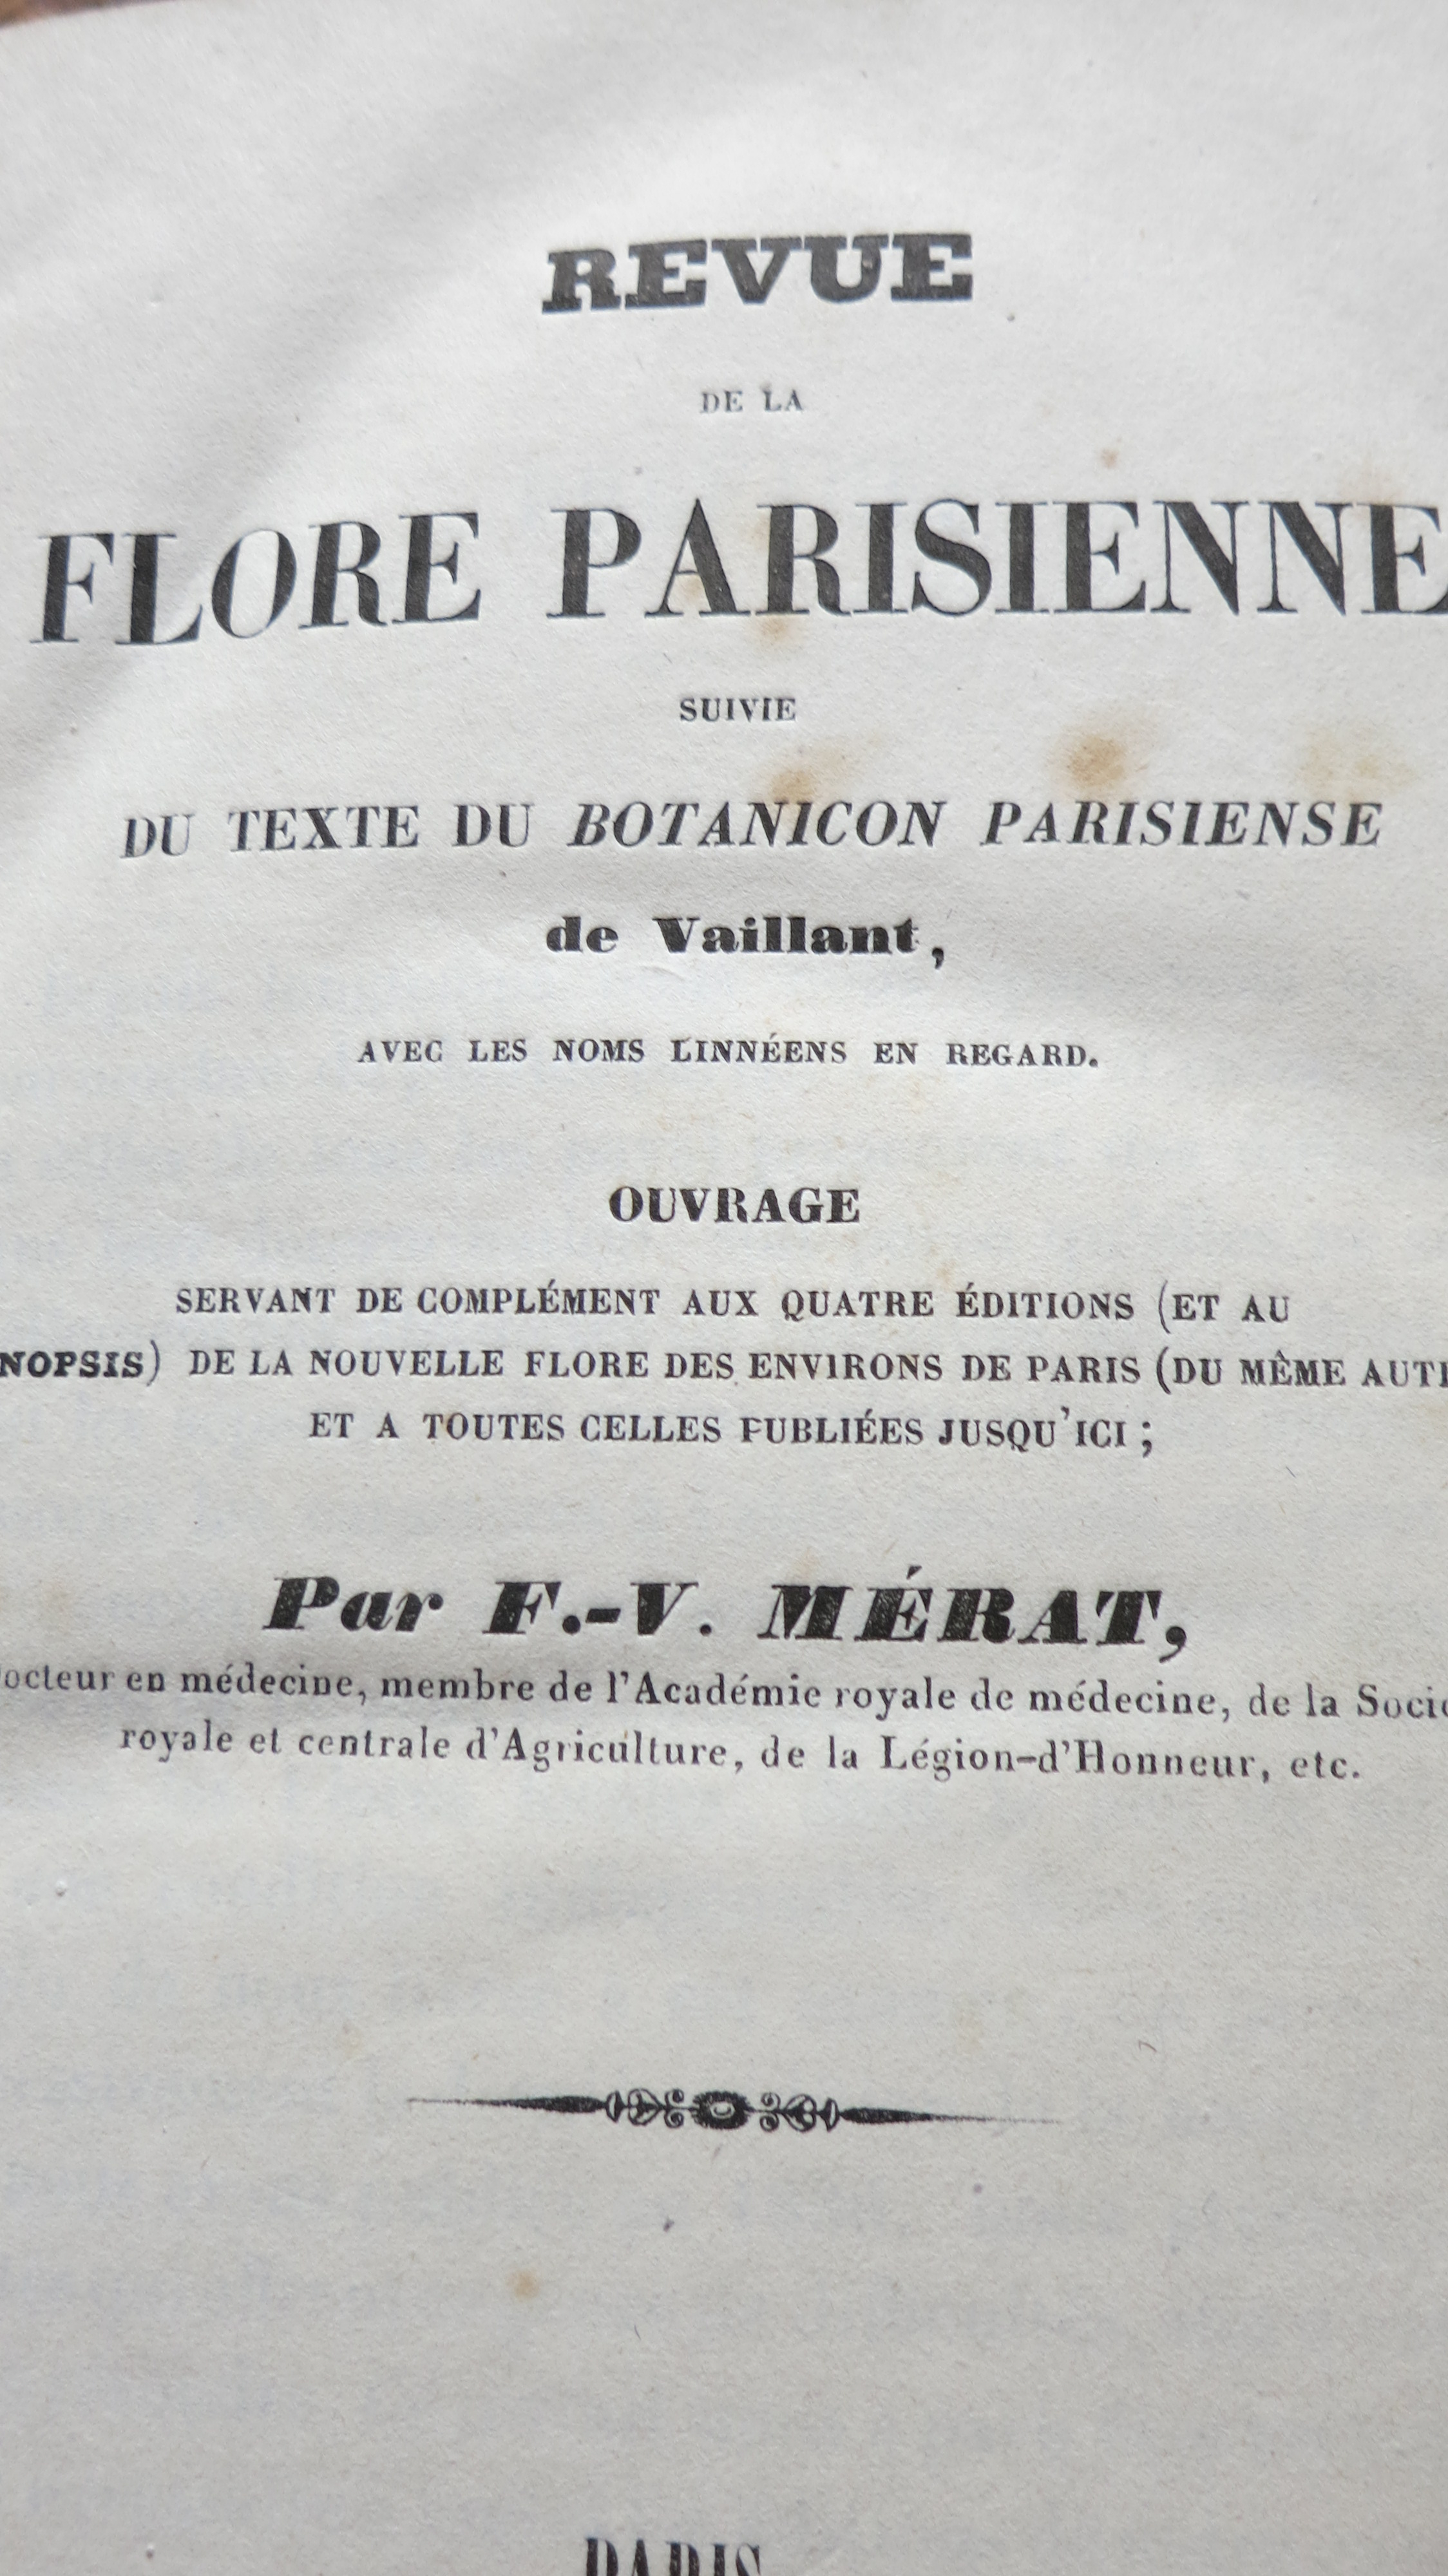 REVUE
DE LA
FLORE PARISIENNE
SUIVIE
DU TEXTE DU BOTANICON PARISIENSE
de Vaillant,
AVEC LES NOMS LINNÉENS EN REGARD.
OUVRAGE
SERVANT DE COMPLÉMENT AUX QUATRE ÉDITIONS (ET AU
NOPSIS) DE LA NOUVELLE FLORE DES ENVIRONS DE PARIS (DU MÊME
ET A TOUTES CELLES PUBLIÉES JUSQU'ICI ;
Par F.-V. MÉRAT,
octeur en médecine, membre de l'Académie royale de médecine, de la
royale et centrale d'Agriculture, de la Légion-d'Honneur, etc.
PARIS